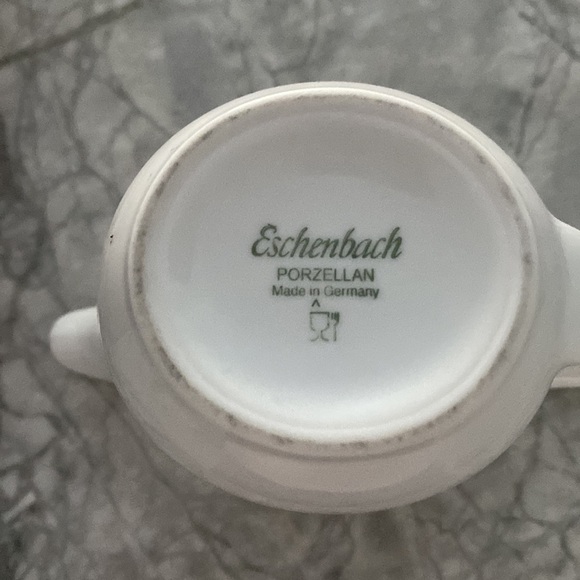 Eschenbach
PORZELLAN
Made in Germany